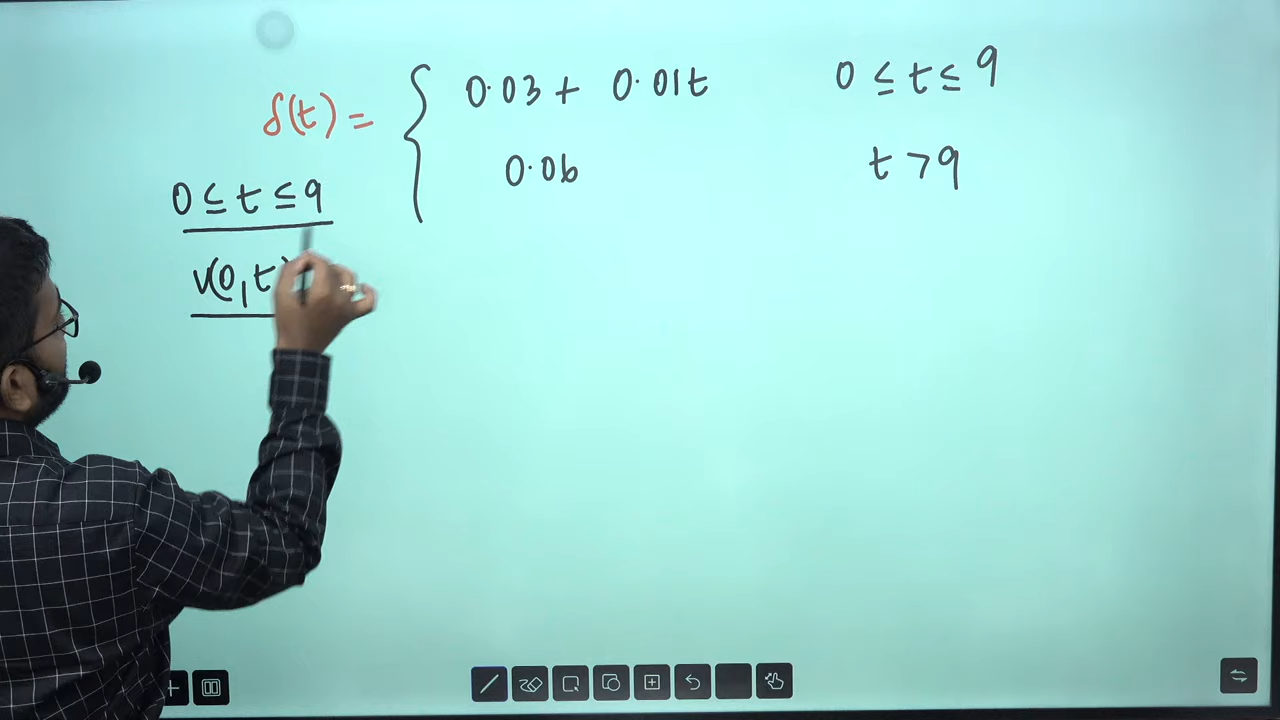 δ(t) = { 0.03 + 0.01t 0 ≤ t ≤ 9
0.06 t > 9
0 ≤ t ≤ 9
v(0,t)